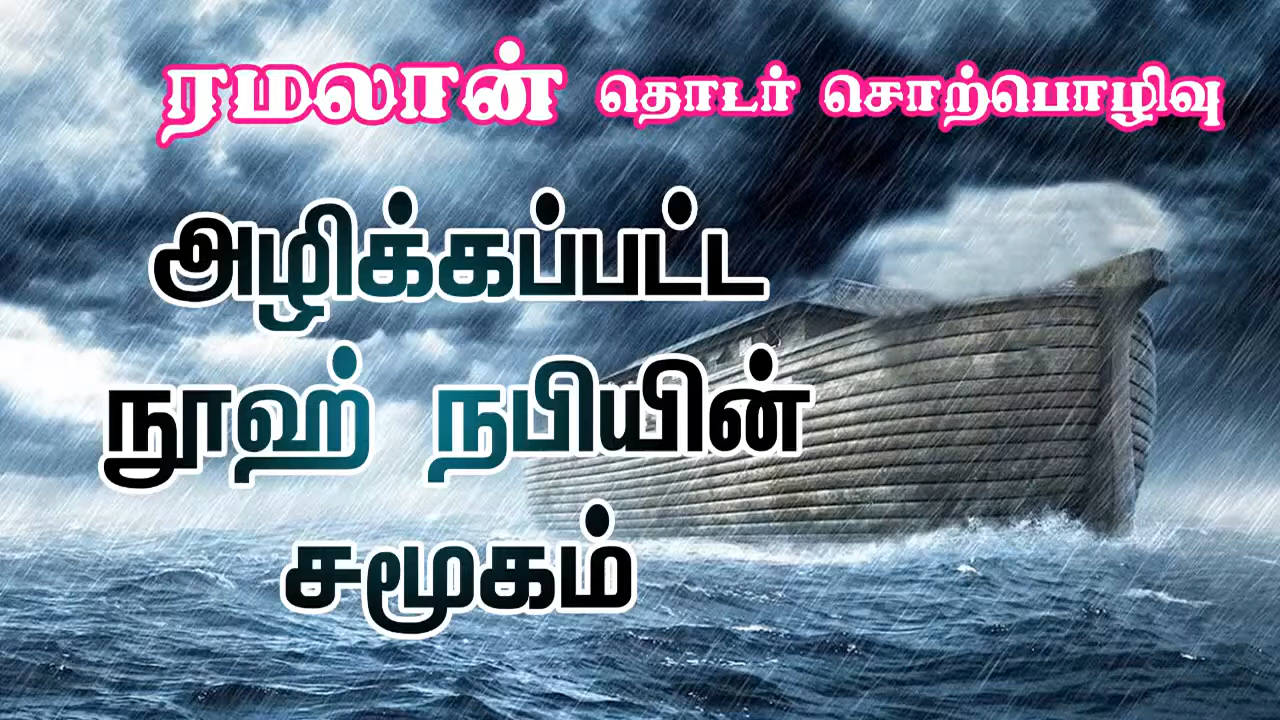 ரமலான் தொடர் சொற்பொழிவு
அழிக்கப்பட்ட
நூஹ் நபியின்
சமூகம்